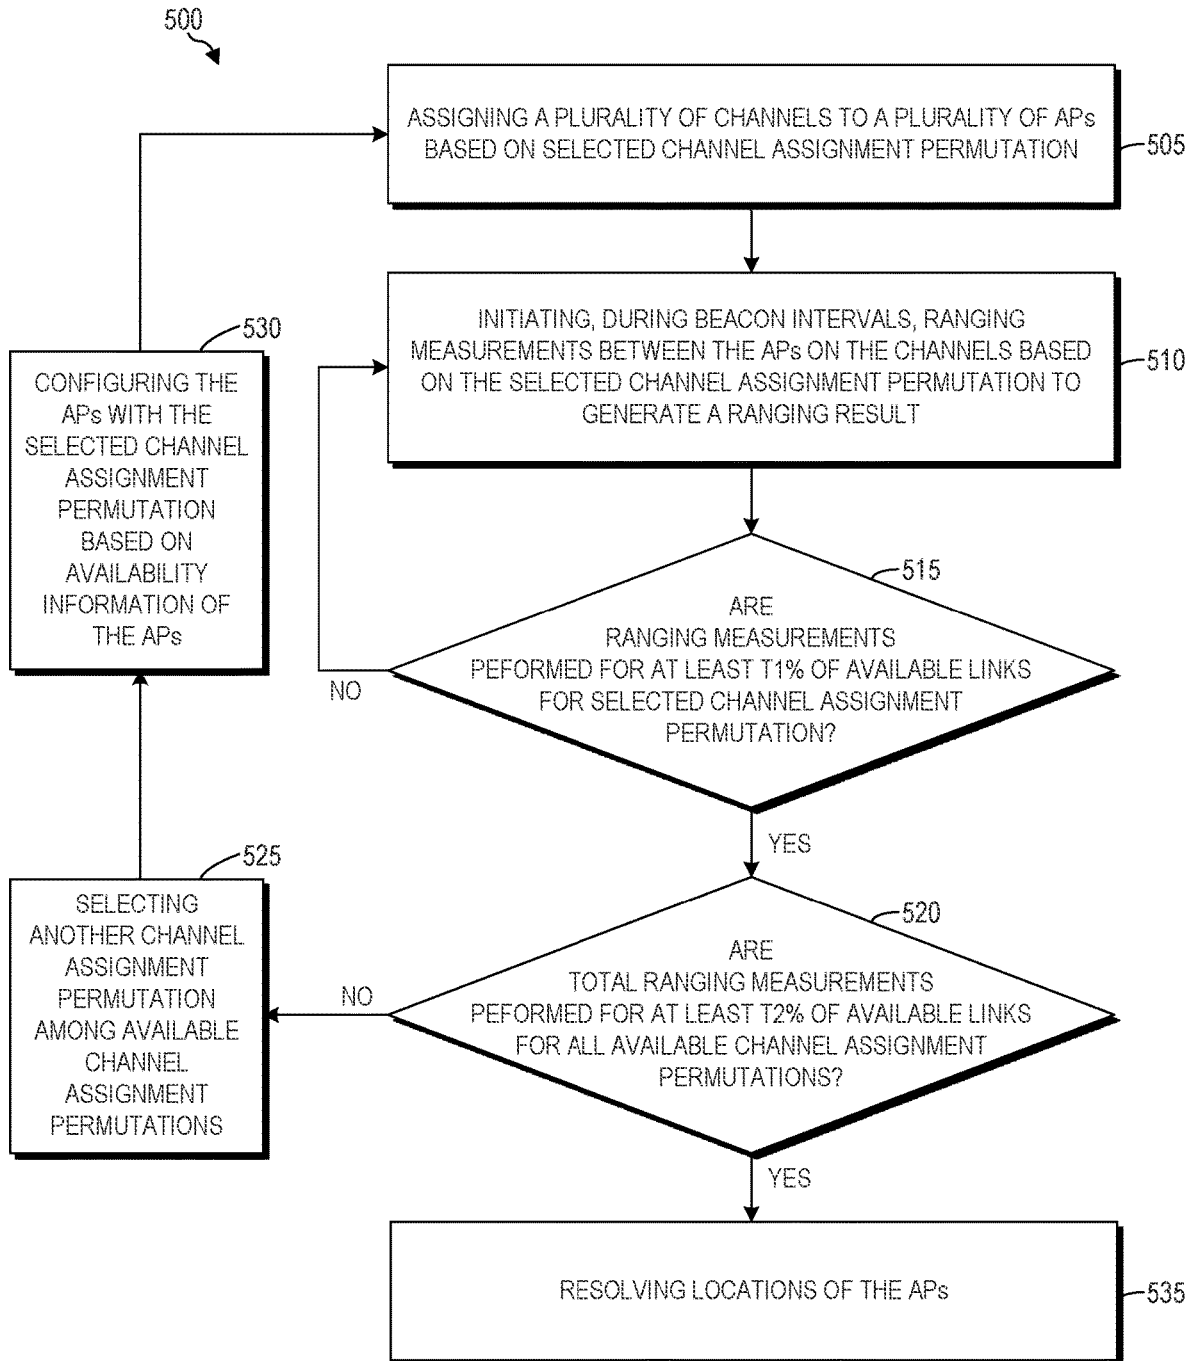 500
ASSIGNING A PLURALITY OF CHANNELS TO A PLURALITY OF APs
BASED ON SELECTED CHANNEL ASSIGNMENT PERMUTATION
505
INITIATING, DURING BEACON INTERVALS, RANGING
MEASUREMENTS BETWEEN THE APs ON THE CHANNELS BASED
ON THE SELECTED CHANNEL ASSIGNMENT PERMUTATION TO
GENERATE A RANGING RESULT
510
530
CONFIGURING THE
APs WITH THE
SELECTED CHANNEL
ASSIGNMENT
PERMUTATION
BASED ON
AVAILABILITY
INFORMATION OF
THE APs
515
ARE
RANGING MEASUREMENTS
PEFORMED FOR AT LEAST T1% OF AVAILABLE LINKS
FOR SELECTED CHANNEL ASSIGNMENT
PERMUTATION?
NO
YES
525
SELECTING
ANOTHER CHANNEL
ASSIGNMENT
PERMUTATION
AMONG AVAILABLE
CHANNEL
ASSIGNMENT
PERMUTATIONS
520
ARE
TOTAL RANGING MEASUREMENTS
PEFORMED FOR AT LEAST T2% OF AVAILABLE LINKS
FOR ALL AVAILABLE CHANNEL ASSIGNMENT
PERMUTATIONS?
NO
YES
RESOLVING LOCATIONS OF THE APs
535